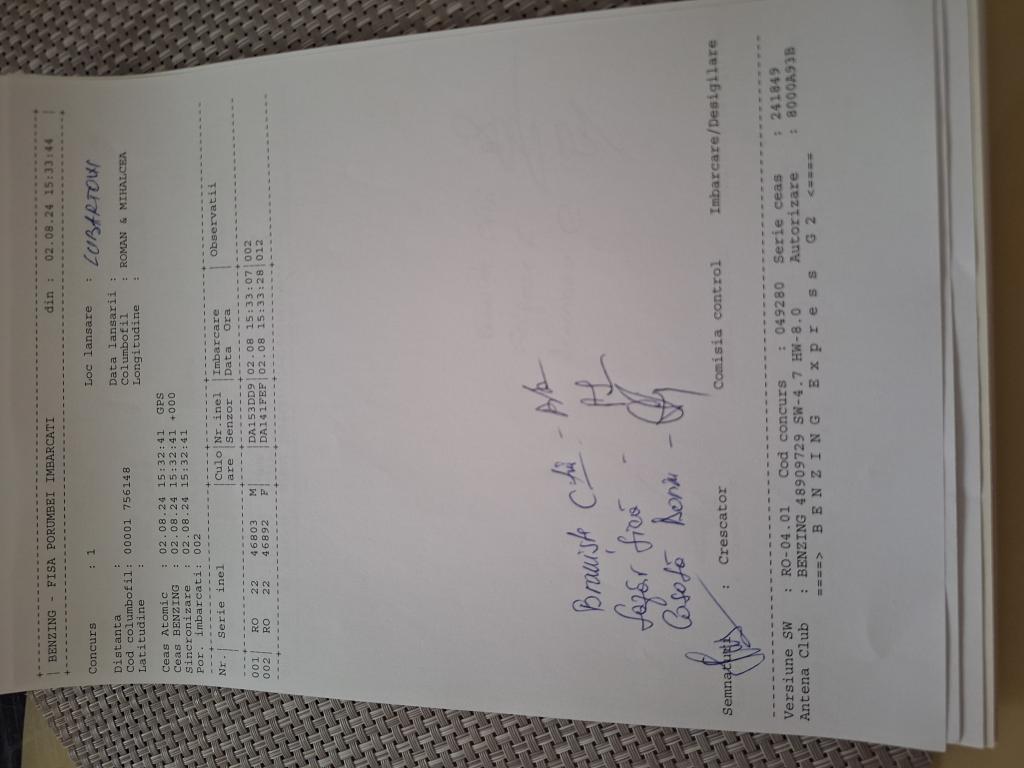 +-----------------------------------------------------------------------------+
| BENZING - FISA PORUMBEI IMBARCATI din : 02.08.24 15:33:44 |
+-----------------------------------------------------------------------------+
Concurs : 1 Loc lansare : LUBARTOW
Distanta : Data lansarii :
Cod columbofil: 00001 756148 Columbofil : ROMAN & MIHALCEA
Latitudine : Longitudine :
Ceas Atomic : 02.08.24 15:32:41 GPS
Ceas BENZING : 02.08.24 15:32:41 +000
Sincronizare : 02.08.24 15:32:41
Por. imbarcati: 002
Nr. | Serie inel | Culo | Nr.inel | Imbarcare | Observatii
are | Senzor | Data Ora
001| RO 22 46803 M | |DA153DD9|02.08 15:33:07|002
002| RO 22 46892 F | |DA141FEF|02.08 15:33:28|012
Semnaturi : Crescator Comisia control Imbarcare/Desigilare
Versiune SW : RO-04.01 Cod concurs : 049280 Serie ceas : 241849
Antena Club : BENZING 48909729 SW-4.7 HW-8.0 Autorizare : 8000A93B
====> B E N Z I N G E x p r e s s G 2 <====